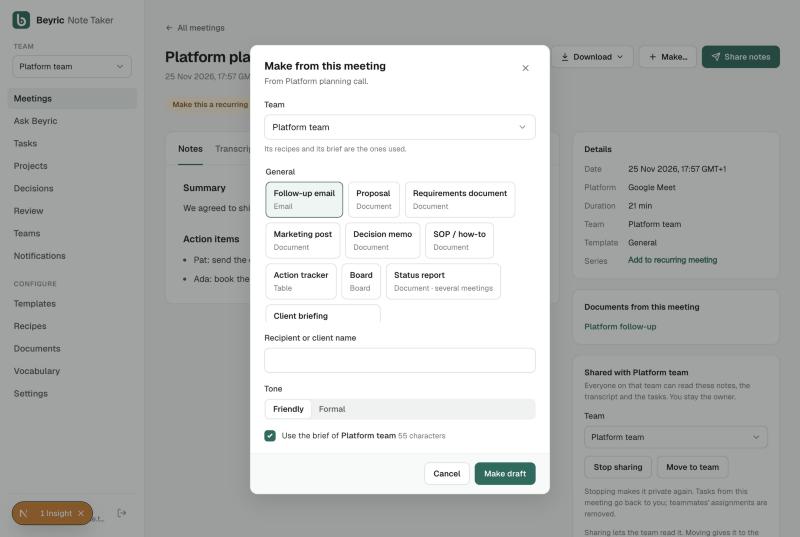 Beyric Note Taker
TEAM
Platform team
Meetings
Ask Beyric
Tasks
Projects
Decisions
Review
Teams
Notifications
CONFIGURE
Templates
Recipes
Documents
Vocabulary
Settings
1 Insight
← All meetings
Platform pla
25 Nov 2026, 17:57 GM
Make this a recurring
Download
Make...
Share notes
Notes
Transcrip
Summary
We agreed to shi
Action items
• Pat: send the
• Ada: book the
Make from this meeting
From Platform planning call.
Team
Platform team
Its recipes and its brief are the ones used.
General
Follow-up email
Email
Proposal
Document
Requirements document
Document
Marketing post
Document
Decision memo
Document
SOP / how-to
Document
Action tracker
Table
Board
Board
Status report
Document · several meetings
Client briefing
Recipient or client name
Tone
Friendly
Formal
Use the brief of Platform team 55 characters
Cancel
Make draft
Details
Date 25 Nov 2026, 17:57 GMT+1
Platform Google Meet
Duration 21 min
Team Platform team
Template General
Series Add to recurring meeting
Documents from this meeting
Platform follow-up
Shared with Platform team
Everyone on that team can read these notes, the
transcript and the tasks. You stay the owner.
Team
Platform team
Stop sharing
Move to team
Stopping makes it private again. Tasks from this
meeting go back to you; teammates' assignments are
removed.
Sharing lets the team read it. Moving gives it to the